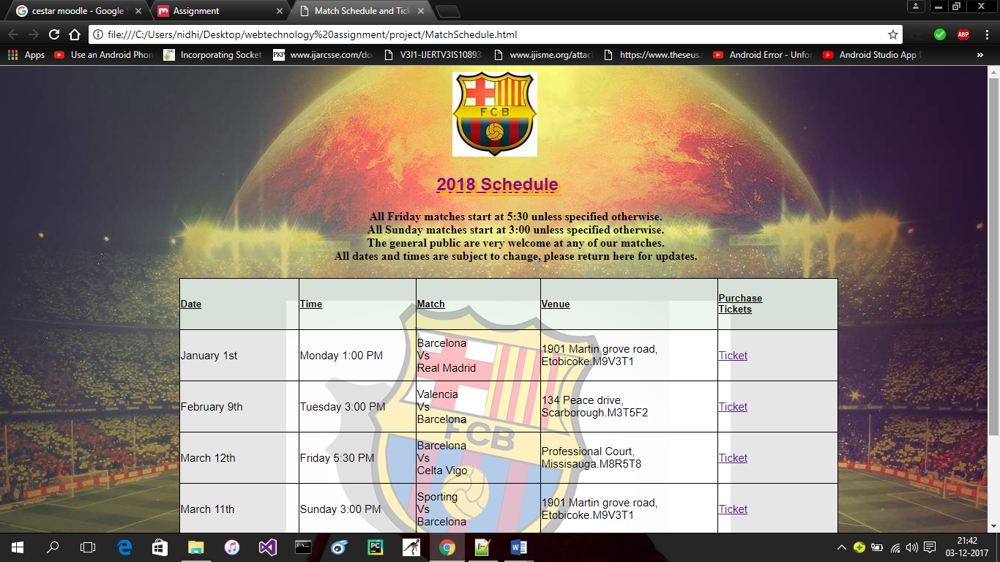 cestar moodle - Google S
Assignment
Match Schedule and Tick
file:///C:/Users/nidhi/Desktop/webtechnology%20assignment/project/MatchSchedule.html
ABP
Apps
Use an Android Phon
Incorporating Socket
PKP
www.ijarcsse.com/do
V3I1-IJERTV3IS10893.
www.ijisme.org/attac
https://www.theseus.
Android Error - Unfor
Android Studio App D
»
F C B
2018 Schedule
All Friday matches start at 5:30 unless specified otherwise.
All Sunday matches start at 3:00 unless specified otherwise.
The general public are very welcome at any of our matches.
All dates and times are subject to change, please return here for updates.
Date
Time
Match
Venue
Purchase
Tickets
January 1st
Monday 1:00 PM
Barcelona
Vs
Real Madrid
1901 Martin grove road,
Etobicoke.M9V3T1
Ticket
February 9th
Tuesday 3:00 PM
Valencia
Vs
Barcelona
134 Peace drive,
Scarborough.M3T5F2
Ticket
FCB
March 12th
Friday 5:30 PM
Barcelona
Vs
Celta Vigo
Professional Court,
Missisauga.M8R5T8
Ticket
March 11th
Sunday 3:00 PM
Sporting
Vs
Barcelona
1901 Martin grove road,
Etobicoke.M9V3T1
Ticket
21:42
03-12-2017